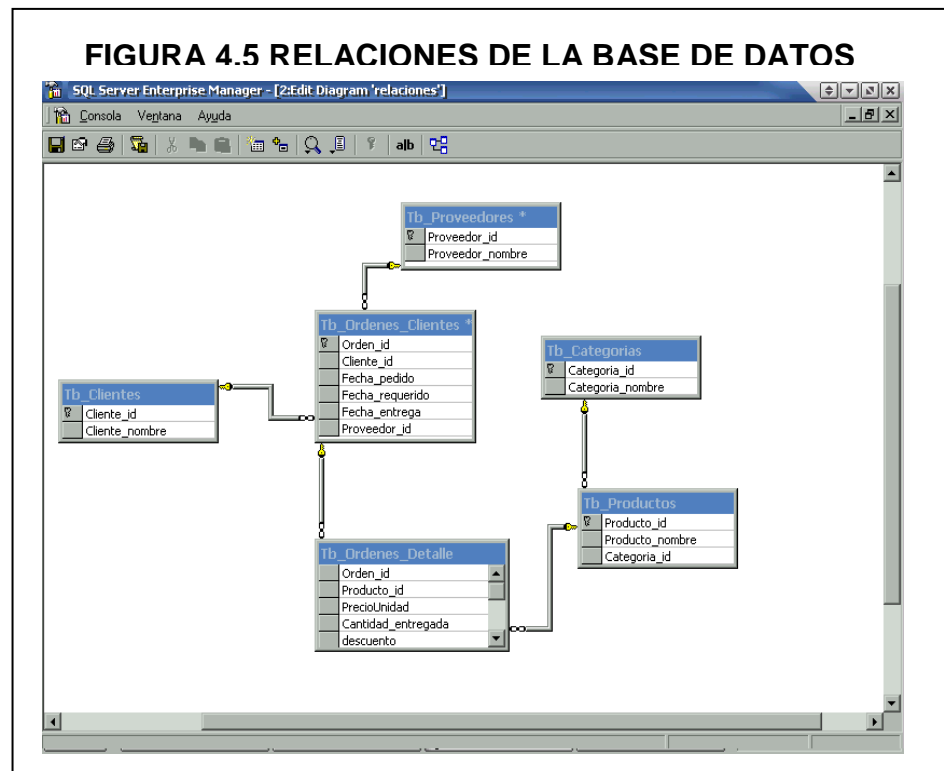 FIGURA 4.5 RELACIONES DE LA BASE DE DATOS
SQL Server Enterprise Manager - [2:Edit Diagram 'relaciones']
Consola Ventana Ayuda
a|b
Tb_Proveedores *
Proveedor_id
Proveedor_nombre
Tb_Ordenes_Clientes *
Orden_id
Cliente_id
Fecha_pedido
Fecha_requerido
Fecha_entrega
Proveedor_id
Tb_Categorias
Categoria_id
Categoria_nombre
Tb_Clientes
Cliente_id
Cliente_nombre
Tb_Productos
Producto_id
Producto_nombre
Categoria_id
Tb_Ordenes_Detalle
Orden_id
Producto_id
PrecioUnidad
Cantidad_entregada
descuento